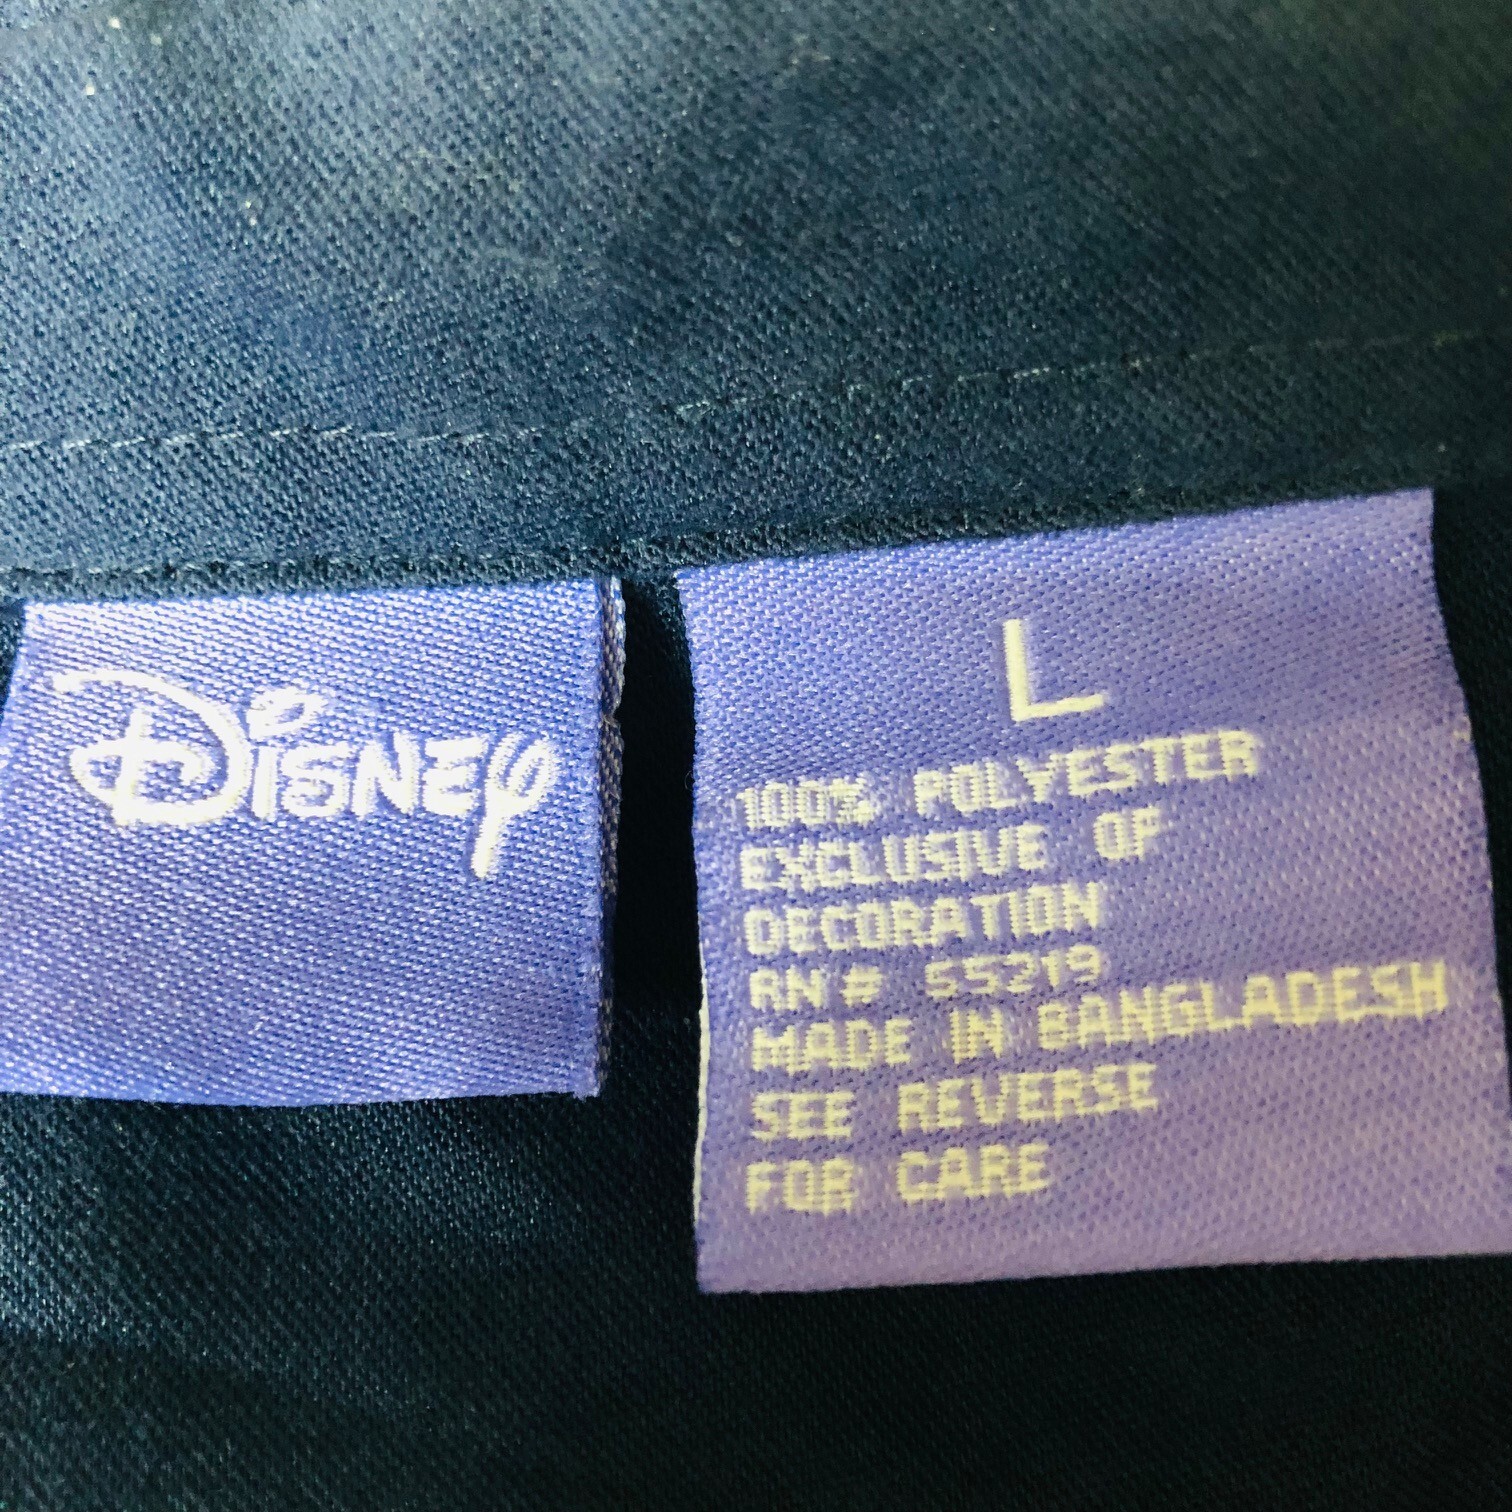 Disney
L
100% POLYESTER
EXCLUSIVE OF
DECORATION
RN# 55219
MADE IN BANGLADESH
SEE REVERSE
FOR CARE